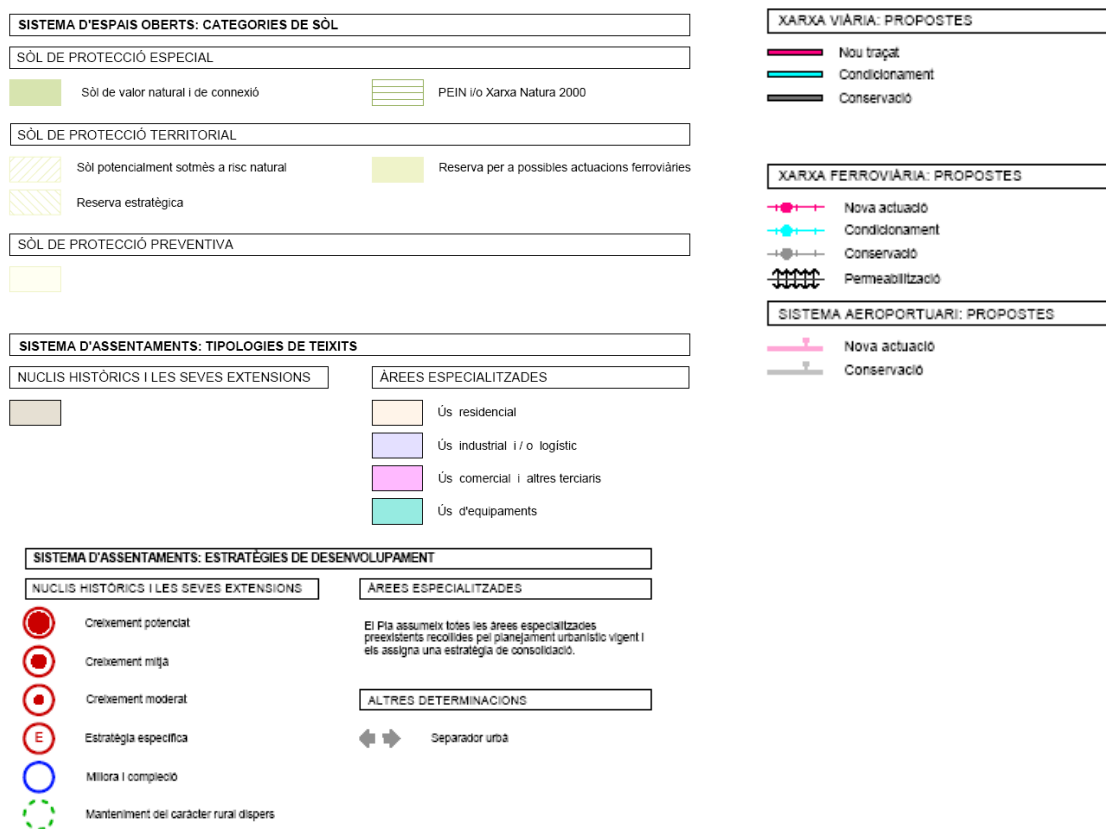 SISTEMA D'ESPAIS OBERTS: CATEGORIES DE SÒL
SÒL DE PROTECCIÓ ESPECIAL
Sòl de valor natural i de connexió
PEIN i/o Xarxa Natura 2000
SÒL DE PROTECCIÓ TERRITORIAL
Sòl potencialment sotmès a risc natural
Reserva per a possibles actuacions ferroviàries
Reserva estratègica
SÒL DE PROTECCIÓ PREVENTIVA
SISTEMA D'ASSENTAMENTS: TIPOLOGIES DE TEIXITS
NUCLIS HISTÒRICS I LES SEVES EXTENSIONS
ÀREES ESPECIALITZADES
Ús residencial
Ús industrial i / o logístic
Ús comercial i altres terciaris
Ús d'equipaments
SISTEMA D'ASSENTAMENTS: ESTRATÈGIES DE DESENVOLUPAMENT
NUCLIS HISTÒRICS I LES SEVES EXTENSIONS
Creixement potenciat
Creixement mitjà
Creixement moderat
E
Estratègia específica
Millora i compleció
Manteniment del caràcter rural dispers
ÀREES ESPECIALITZADES
El Pla assumeix totes les àrees especialitzades
preexistents recollides pel planejament urbanístic vigent i
els assigna una estratègia de consolidació.
ALTRES DETERMINACIONS
Separador urbà
XARXA VIÀRIA: PROPOSTES
Nou traçat
Condicionament
Conservació
XARXA FERROVIÀRIA: PROPOSTES
Nova actuació
Condicionament
Conservació
Permeabilització
SISTEMA AEROPORTUARI: PROPOSTES
Nova actuació
Conservació